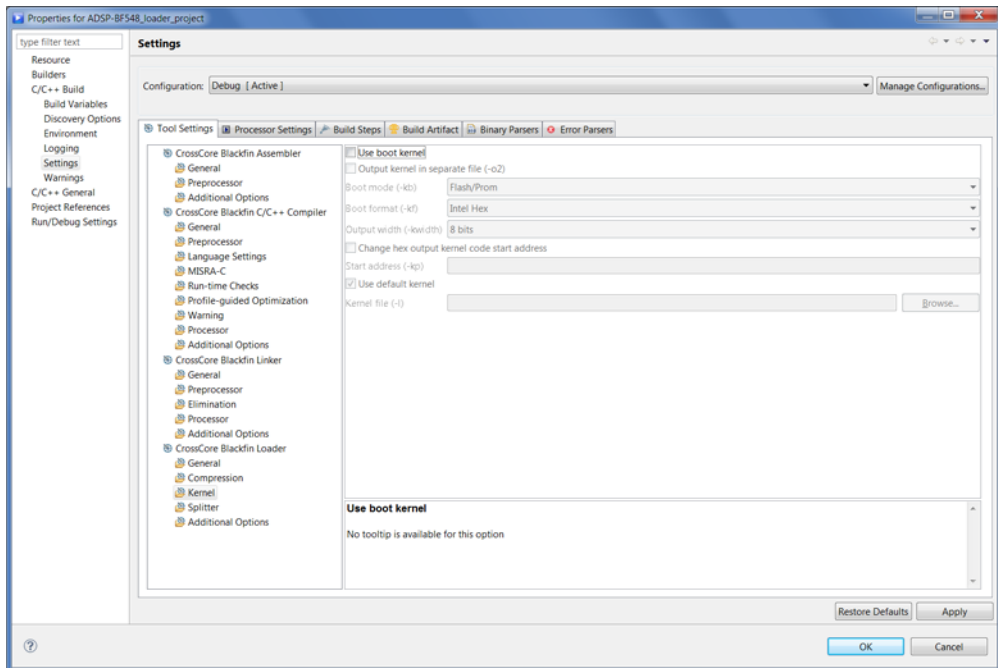 Properties for ADSP-BF548_loader_project
type filter text
Resource
Builders
C/C++ Build
Build Variables
Discovery Options
Environment
Logging
Settings
Warnings
C/C++ General
Project References
Run/Debug Settings
Settings
Configuration: Debug [ Active ]
Manage Configurations...
Tool Settings Processor Settings Build Steps Build Artifact Binary Parsers Error Parsers
CrossCore Blackfin Assembler
General
Preprocessor
Additional Options
CrossCore Blackfin C/C++ Compiler
General
Preprocessor
Language Settings
MISRA-C
Run-time Checks
Profile-guided Optimization
Warning
Processor
Additional Options
CrossCore Blackfin Linker
General
Preprocessor
Elimination
Processor
Additional Options
CrossCore Blackfin Loader
General
Compression
Kernel
Splitter
Additional Options
Use boot kernel
Output kernel in separate file (-o2)
Boot mode (-kb) Flash/Prom
Boot format (-kf) Intel Hex
Output width (-kwidth) 8 bits
Change hex output kernel code start address
Start address (-kp)
Use default kernel
Kernel file (-l) Browse...
Use boot kernel
No tooltip is available for this option
Restore Defaults Apply
OK Cancel